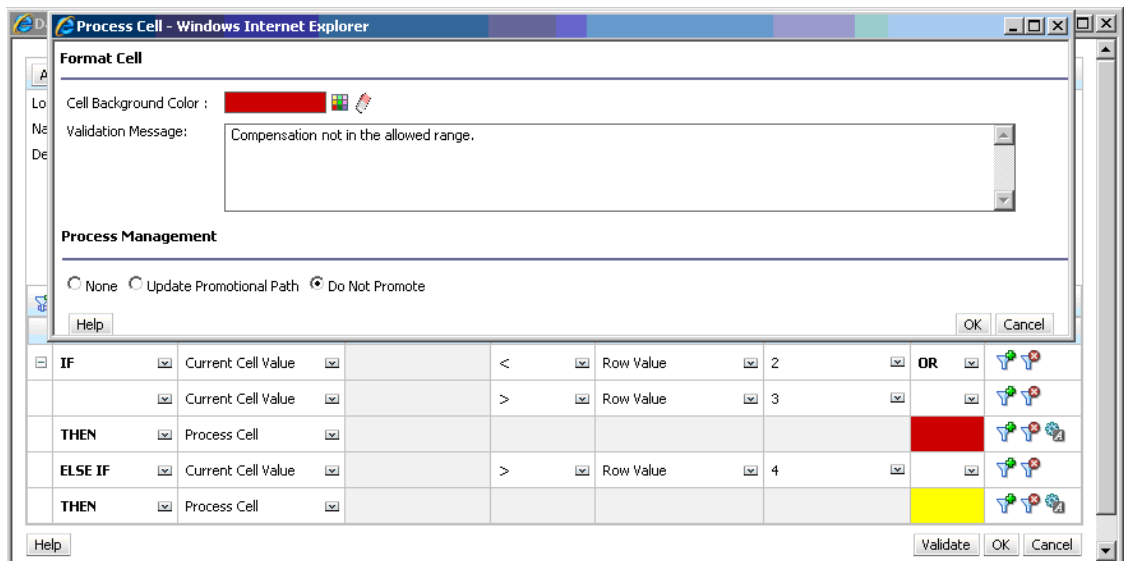 D
Process Cell - Windows Internet Explorer
Format Cell
A
Lo
Cell Background Color :
Na
Validation Message:
Compensation not in the allowed range.
De
Process Management
None Update Promotional Path Do Not Promote
Help OK Cancel
IF Current Cell Value < Row Value 2 OR
Current Cell Value > Row Value 3
THEN Process Cell
ELSE IF Current Cell Value > Row Value 4
THEN Process Cell
Help Validate OK Cancel